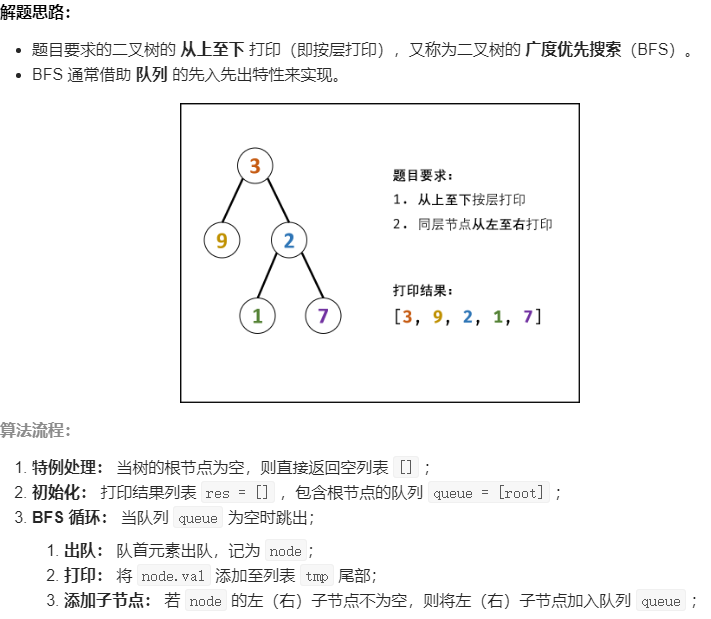 解题思路：
• 题目要求的二叉树的 从上至下 打印（即按层打印），又称为二叉树的 广度优先搜索（BFS）。
• BFS 通常借助 队列 的先入先出特性来实现。
3
题目要求：
1. 从上至下按层打印
2. 同层节点从左至右打印
9
2
打印结果：
1
7
[3, 9, 2, 1, 7]
算法流程：
1. 特例处理： 当树的根节点为空，则直接返回空列表 [] ；
2. 初始化： 打印结果列表 res = [] ，包含根节点的队列 queue = [root] ；
3. BFS 循环： 当队列 queue 为空时跳出；
1. 出队： 队首元素出队，记为 node ；
2. 打印： 将 node.val 添加至列表 tmp 尾部；
3. 添加子节点： 若 node 的左（右）子节点不为空，则将左（右）子节点加入队列 queue ；